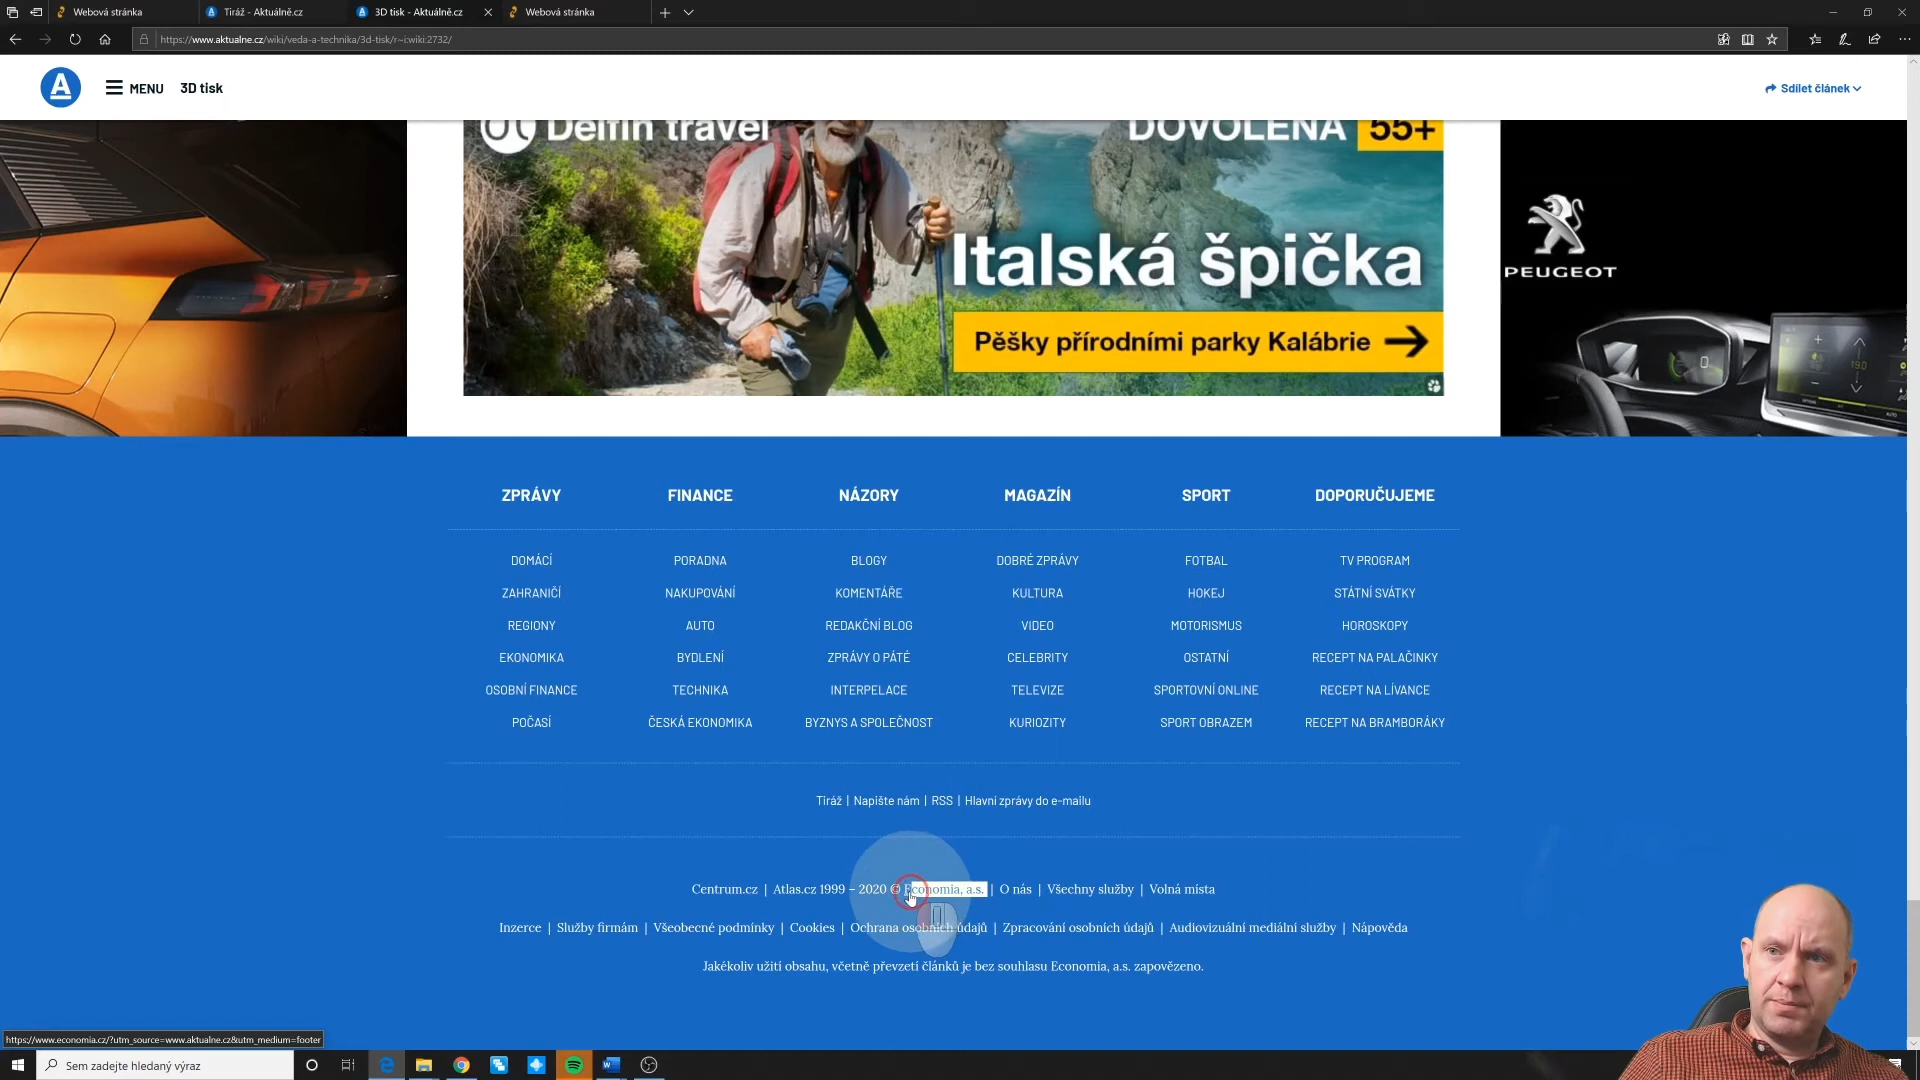 Webová stránka
Tiráž - Aktuálně.cz
3D tisk - Aktuálně.cz
Webová stránka
https://www.aktualne.cz/wiki/veda-a-technika/3d-tisk/r~i:wiki:2732/
A
MENU
3D tisk
Sdílet článek
Delfin travel
DOVOLENÁ 55+
Italská špička
Pěšky přírodními parky Kalábrie
PEUGEOT
ZPRÁVY FINANCE NÁZORY MAGAZÍN SPORT DOPORUČUJEME
DOMÁCÍ PORADNA BLOGY DOBRÉ ZPRÁVY FOTBAL TV PROGRAM
ZAHRANIČÍ NAKUPOVÁNÍ KOMENTÁŘE KULTURA HOKEJ STÁTNÍ SVÁTKY
REGIONY AUTO REDAKČNÍ BLOG VIDEO MOTORISMUS HOROSKOPY
EKONOMIKA BYDLENÍ ZPRÁVY O PÁTÉ CELEBRITY OSTATNÍ RECEPT NA PALAČINKY
OSOBNÍ FINANCE TECHNIKA INTERPELACE TELEVIZE SPORTOVNÍ ONLINE RECEPT NA LÍVANCE
POČASÍ ČESKÁ EKONOMIKA BYZNYS A SPOLEČNOST KURIOZITY SPORT OBRAZEM RECEPT NA BRAMBORÁKY
Tiráž | Napište nám | RSS | Hlavní zprávy do e-mailu
Centrum.cz | Atlas.cz 1999 – 2020 © Economia, a.s. | O nás | Všechny služby | Volná místa
Inzerce | Služby firmám | Všeobecné podmínky | Cookies | Ochrana osobních údajů | Zpracování osobních údajů | Audiovizuální mediální služby | Nápověda
Jakékoliv užití obsahu, včetně převzetí článků je bez souhlasu Economia, a.s. zapovězeno.
https://www.economia.cz/?utm_source=www.aktualne.cz&utm_medium=footer
Sem zadejte hledaný výraz